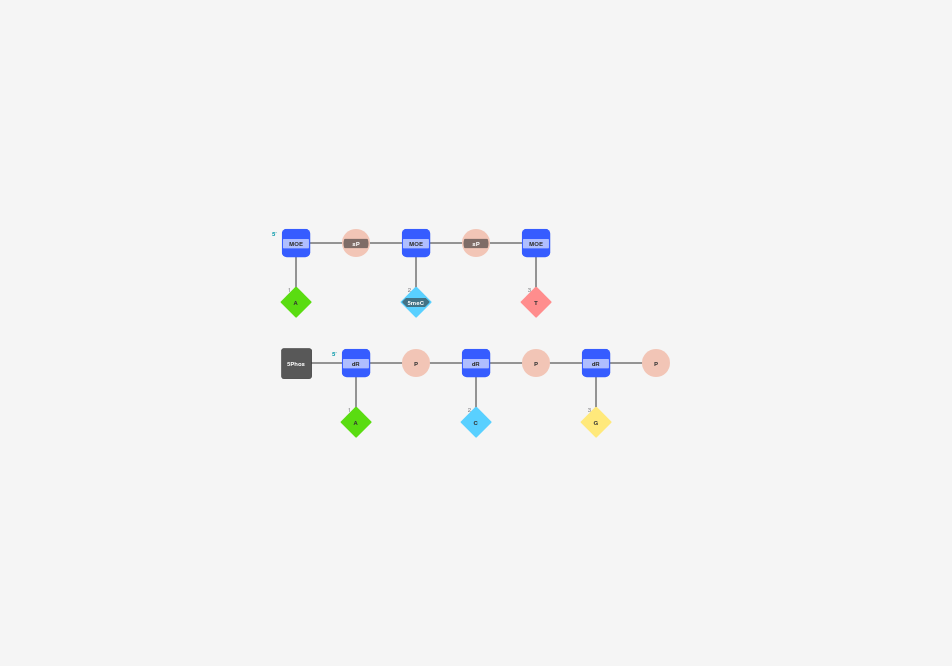 5'
MOE sP MOE sP MOE
1 2 3
A 5meC T
5'
5Phos dR P dR P dR P
1 2 3
A C G